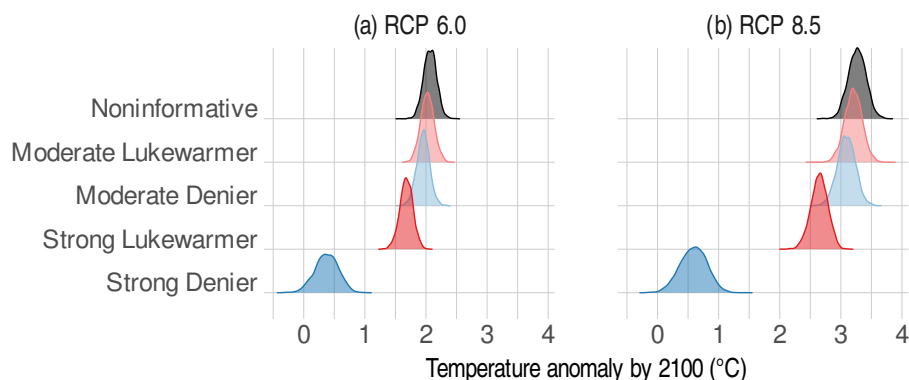 (a) RCP 6.0
(b) RCP 8.5
Noninformative
Moderate Lukewarmer
Moderate Denier
Strong Lukewarmer
Strong Denier
0 1 2 3 4
0 1 2 3 4
Temperature anomaly by 2100 (°C)